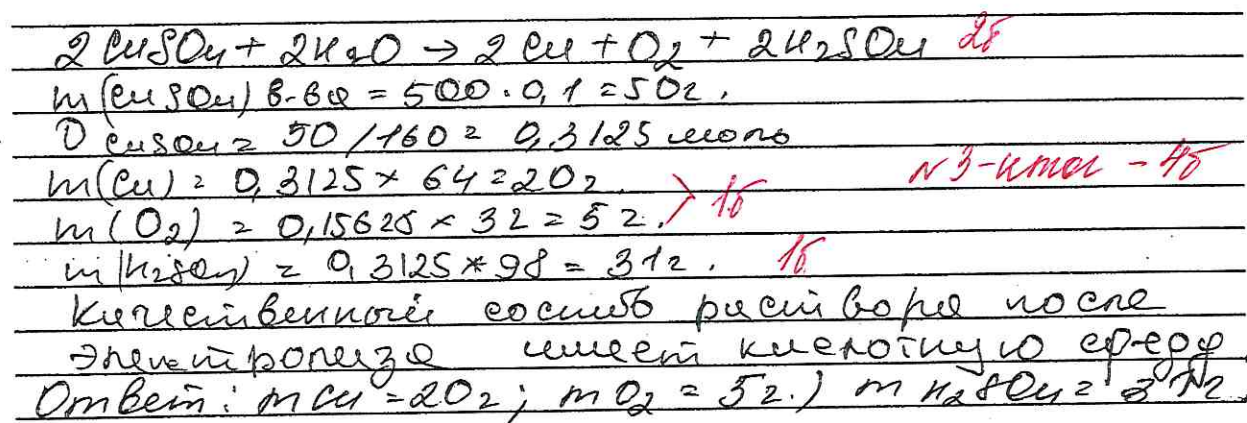 2CuSO4 + 2H2O → 2Cu + O2 + 2H2SO4 2б
m(CuSO4) в-ва = 500 · 0,1 = 50г.
ν CuSO4 = 50/160 = 0,3125 моль
m(Cu) = 0,3125 × 64 = 20г. №3-итог - 4б
m(O2) = 0,15625 × 32 = 5г. 1б
m(H2SO4) = 0,3125 * 98 = 31г. 1б
Качественный состав раствора после
электролиза имеет кислотную среду
Ответ: mCu = 20г; mO2 = 5г.; mH2SO4 = 31г.